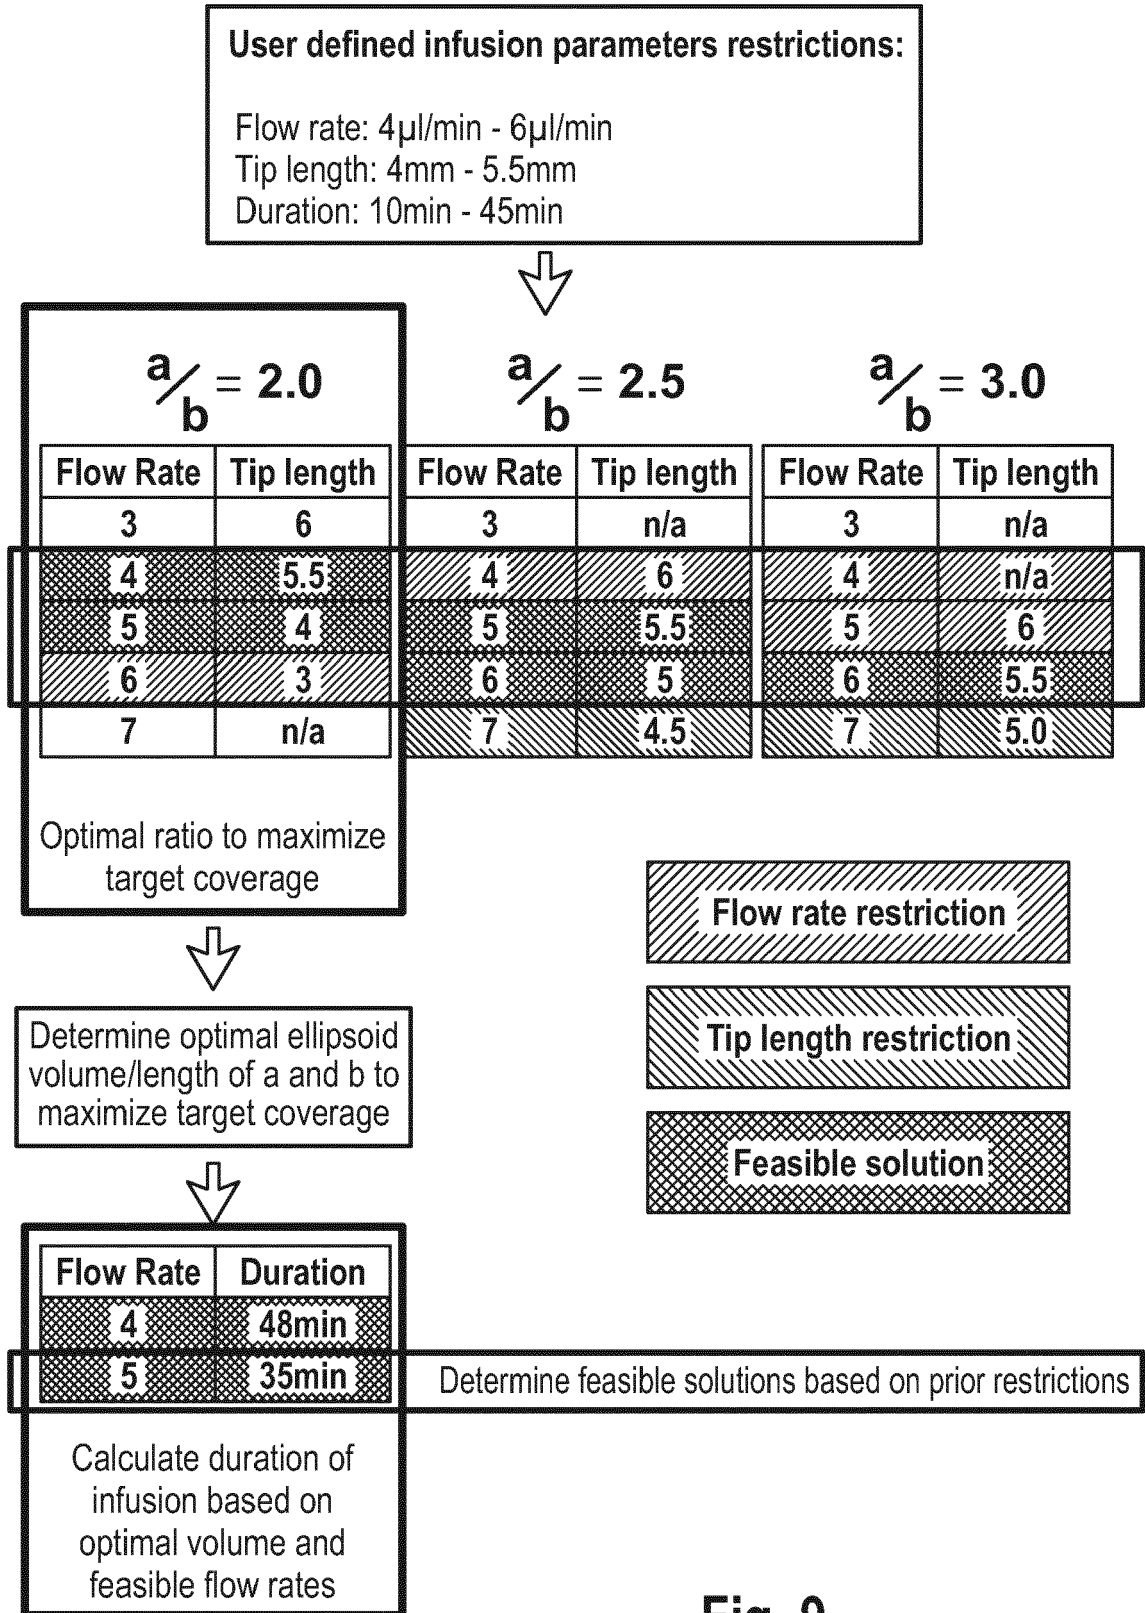 User defined infusion parameters restrictions:
Flow rate: 4µl/min - 6µl/min
Tip length: 4mm - 5.5mm
Duration: 10min - 45min
a/b = 2.0
a/b = 2.5
a/b = 3.0
Flow Rate Tip length Flow Rate Tip length Flow Rate Tip length
3 6 3 n/a 3 n/a
4 5.5 4 6 4 n/a
5 4 5 5.5 5 6
6 3 6 5 6 5.5
7 n/a 7 4.5 7 5.0
Optimal ratio to maximize
target coverage
Flow rate restriction
Tip length restriction
Feasible solution
Determine optimal ellipsoid
volume/length of a and b to
maximize target coverage
Flow Rate Duration
4 48min
5 35min
Determine feasible solutions based on prior restrictions
Calculate duration of
infusion based on
optimal volume and
feasible flow rates